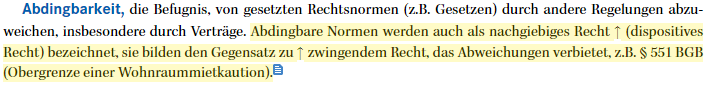 Abdingbarkeit, die Befugnis, von gesetzten Rechtsnormen (z.B. Gesetzen) durch andere Regelungen abzu-
weichen, insbesondere durch Verträge. Abdingbare Normen werden auch als nachgiebiges Recht ↑ (dispositives
Recht) bezeichnet, sie bilden den Gegensatz zu ↑ zwingendem Recht, das Abweichungen verbietet, z.B. § 551 BGB
(Obergrenze einer Wohnraummietkaution).